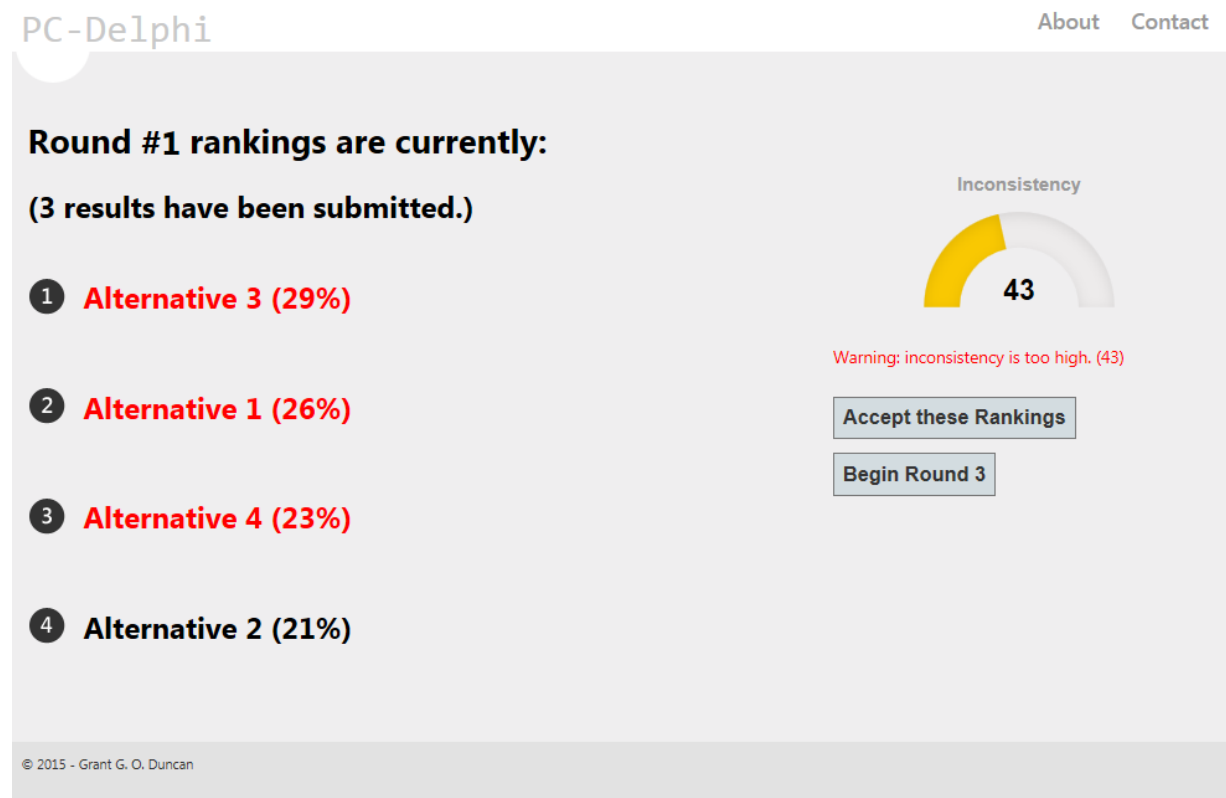 PC-Delphi
About Contact
Round #1 rankings are currently:
(3 results have been submitted.)
1 Alternative 3 (29%)
2 Alternative 1 (26%)
3 Alternative 4 (23%)
4 Alternative 2 (21%)
Inconsistency
43
Warning: inconsistency is too high. (43)
Accept these Rankings
Begin Round 3
© 2015 - Grant G. O. Duncan